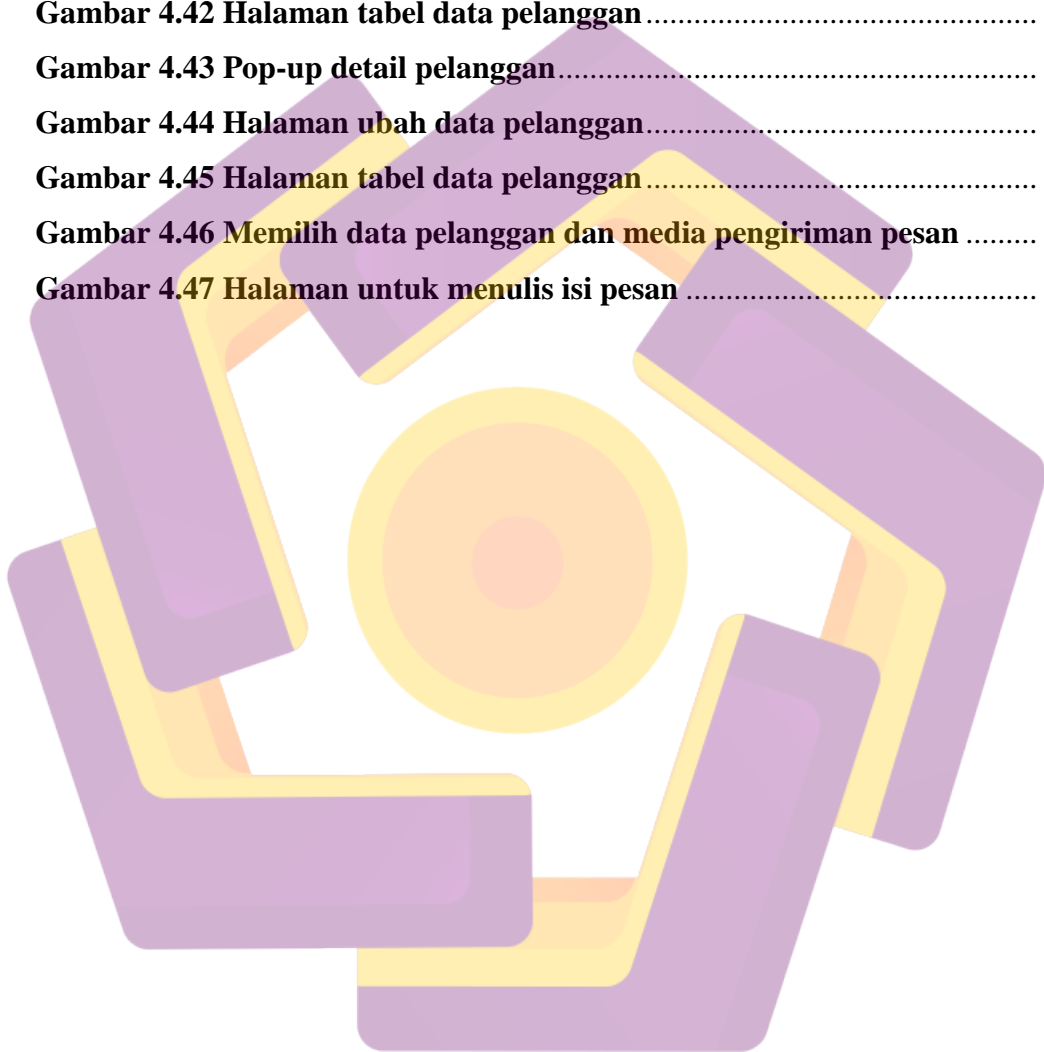 Gambar 4.42 Halaman tabel data pelanggan................................................
Gambar 4.43 Pop-up detail pelanggan..........................................................
Gambar 4.44 Halaman ubah data pelanggan................................................
Gambar 4.45 Halaman tabel data pelanggan................................................
Gambar 4.46 Memilih data pelanggan dan media pengiriman pesan .........
Gambar 4.47 Halaman untuk menulis isi pesan ...........................................